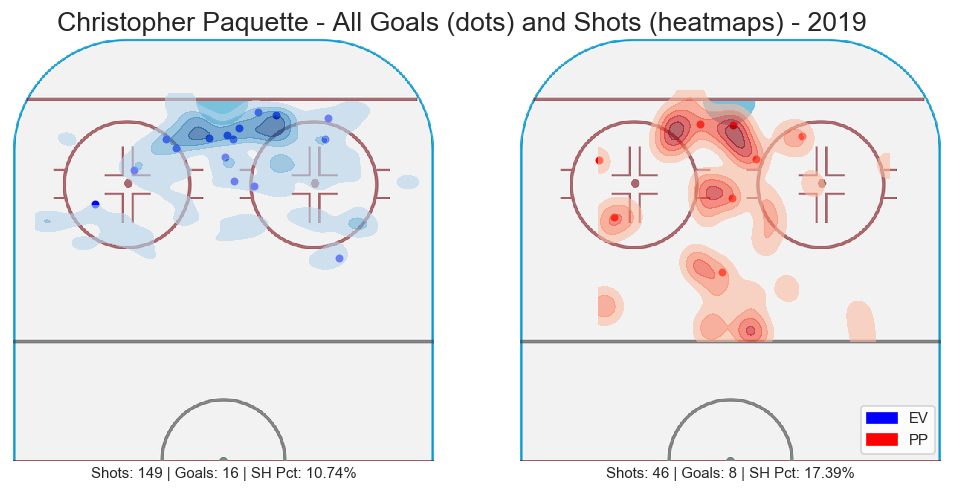 Christopher Paquette - All Goals (dots) and Shots (heatmaps) - 2019
EV
PP
Shots: 149 | Goals: 16 | SH Pct: 10.74%
Shots: 46 | Goals: 8 | SH Pct: 17.39%